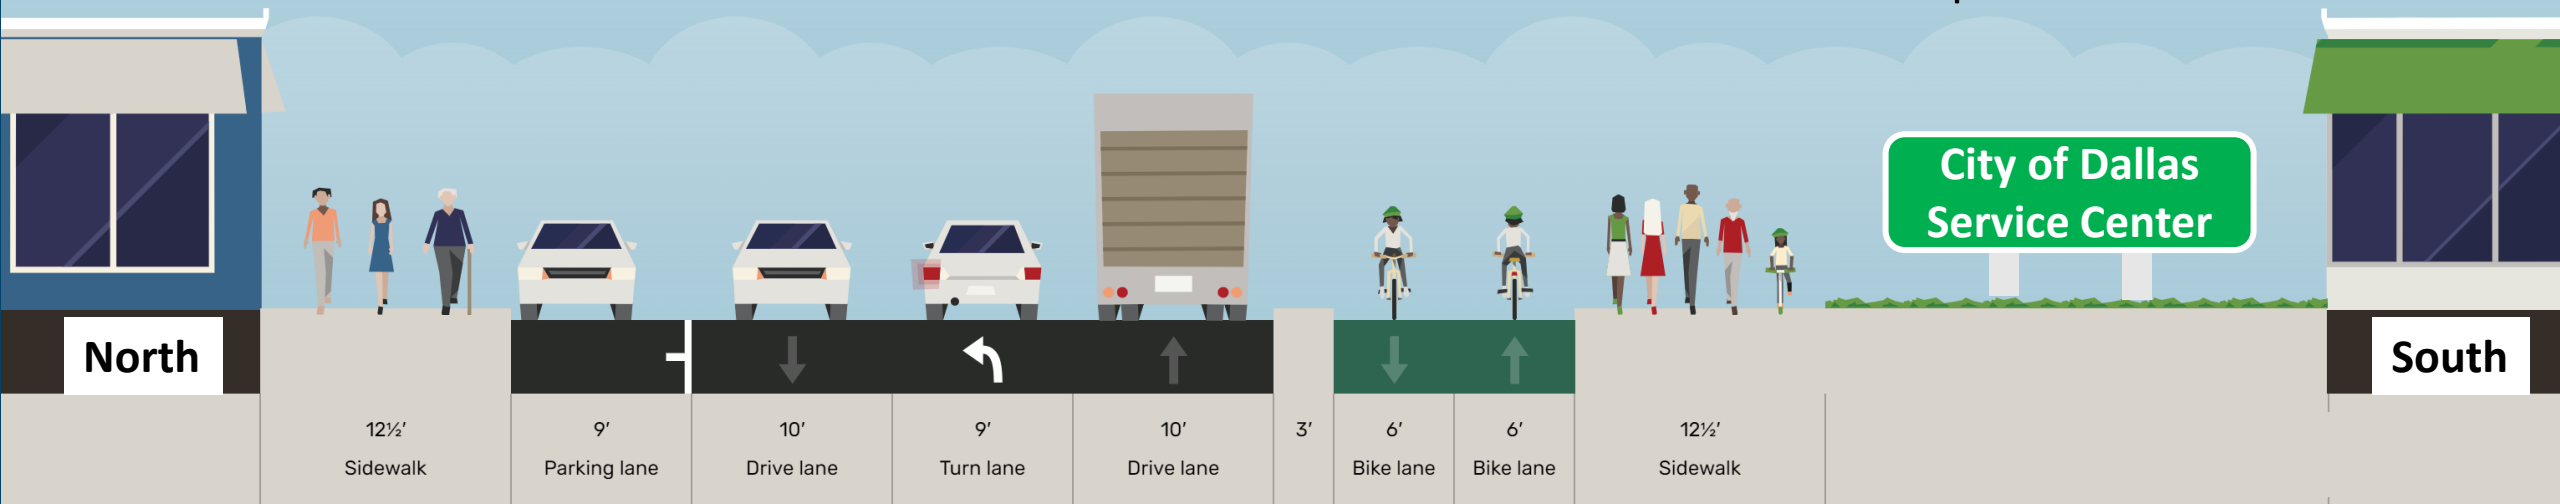 City of Dallas
Service Center
North
South
12½′
9′
10′
9′
10′
3′
6′
6′
12½′
Sidewalk
Parking lane
Drive lane
Turn lane
Drive lane
Bike lane
Bike lane
Sidewalk